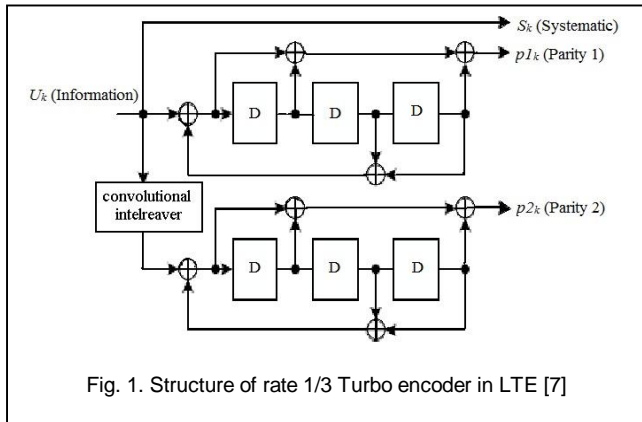 Sk (Systematic)
p1k (Parity 1)
Uk (Information)
D D D
convolutional
intelreaver
p2k (Parity 2)
D D D
Fig. 1. Structure of rate 1/3 Turbo encoder in LTE [7]